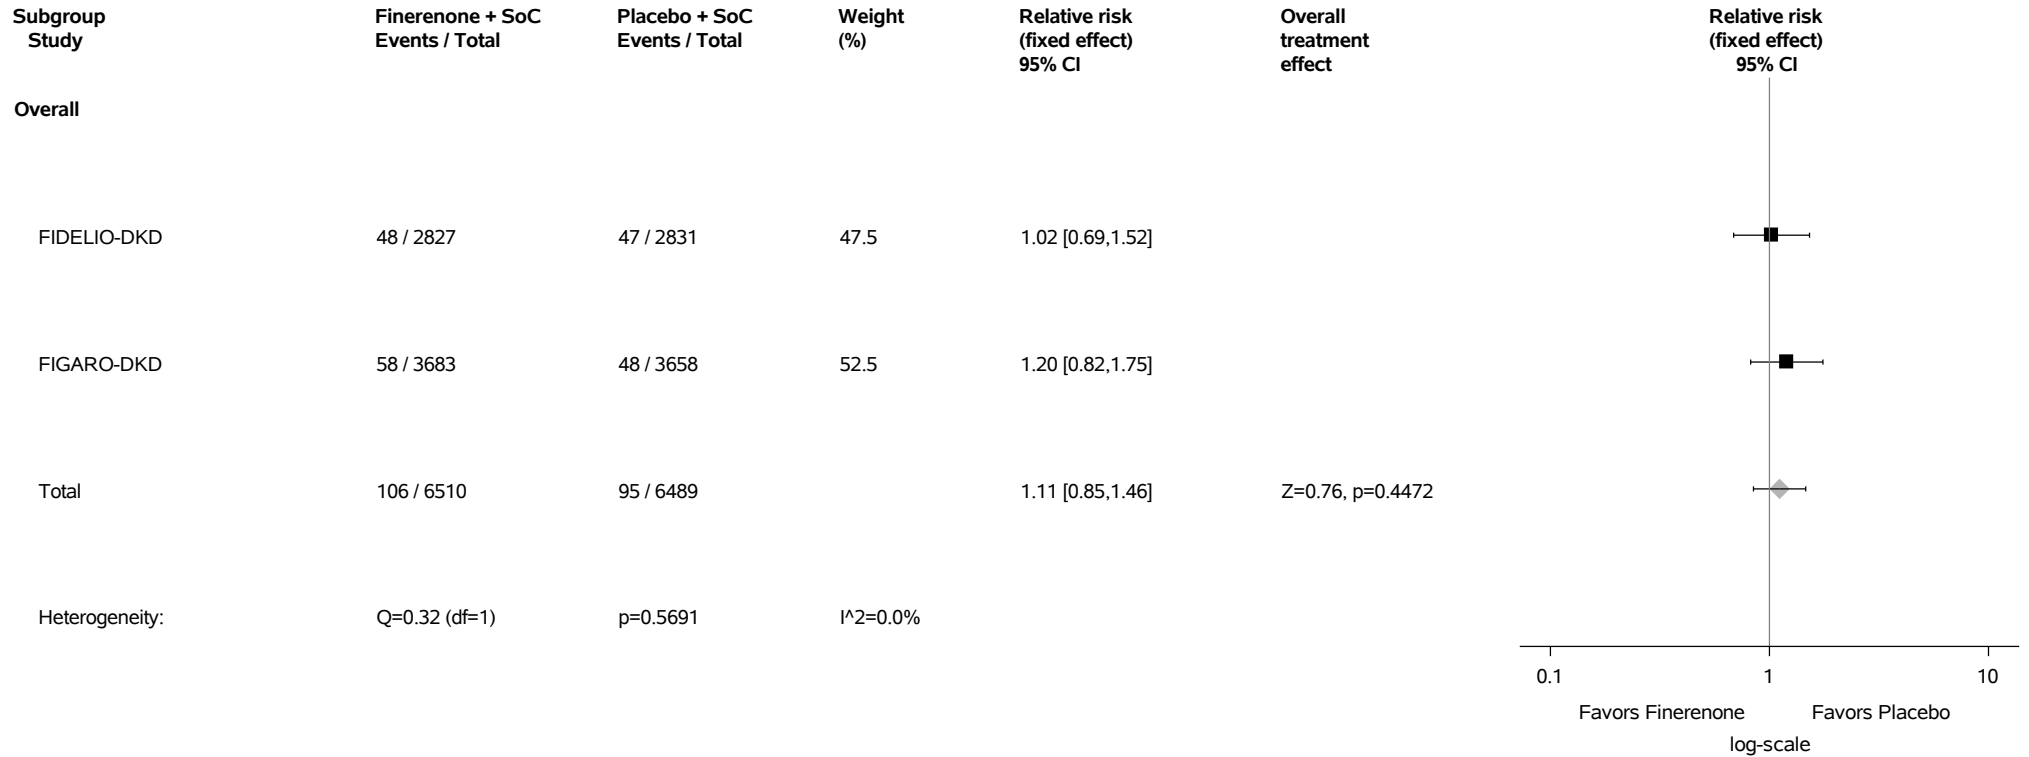 Subgroup Finerenone + SoC Placebo + SoC Weight Relative risk Overall Relative risk
Study Events / Total Events / Total (%) (fixed effect) treatment (fixed effect)
95% CI effect 95% CI
Overall
FIDELIO-DKD 48 / 2827 47 / 2831 47.5 1.02 [0.69,1.52]
FIGARO-DKD 58 / 3683 48 / 3658 52.5 1.20 [0.82,1.75]
Total 106 / 6510 95 / 6489 1.11 [0.85,1.46] Z=0.76, p=0.4472
Heterogeneity: Q=0.32 (df=1) p=0.5691 I^2=0.0%
0.1 1 10
Favors Finerenone Favors Placebo
log-scale